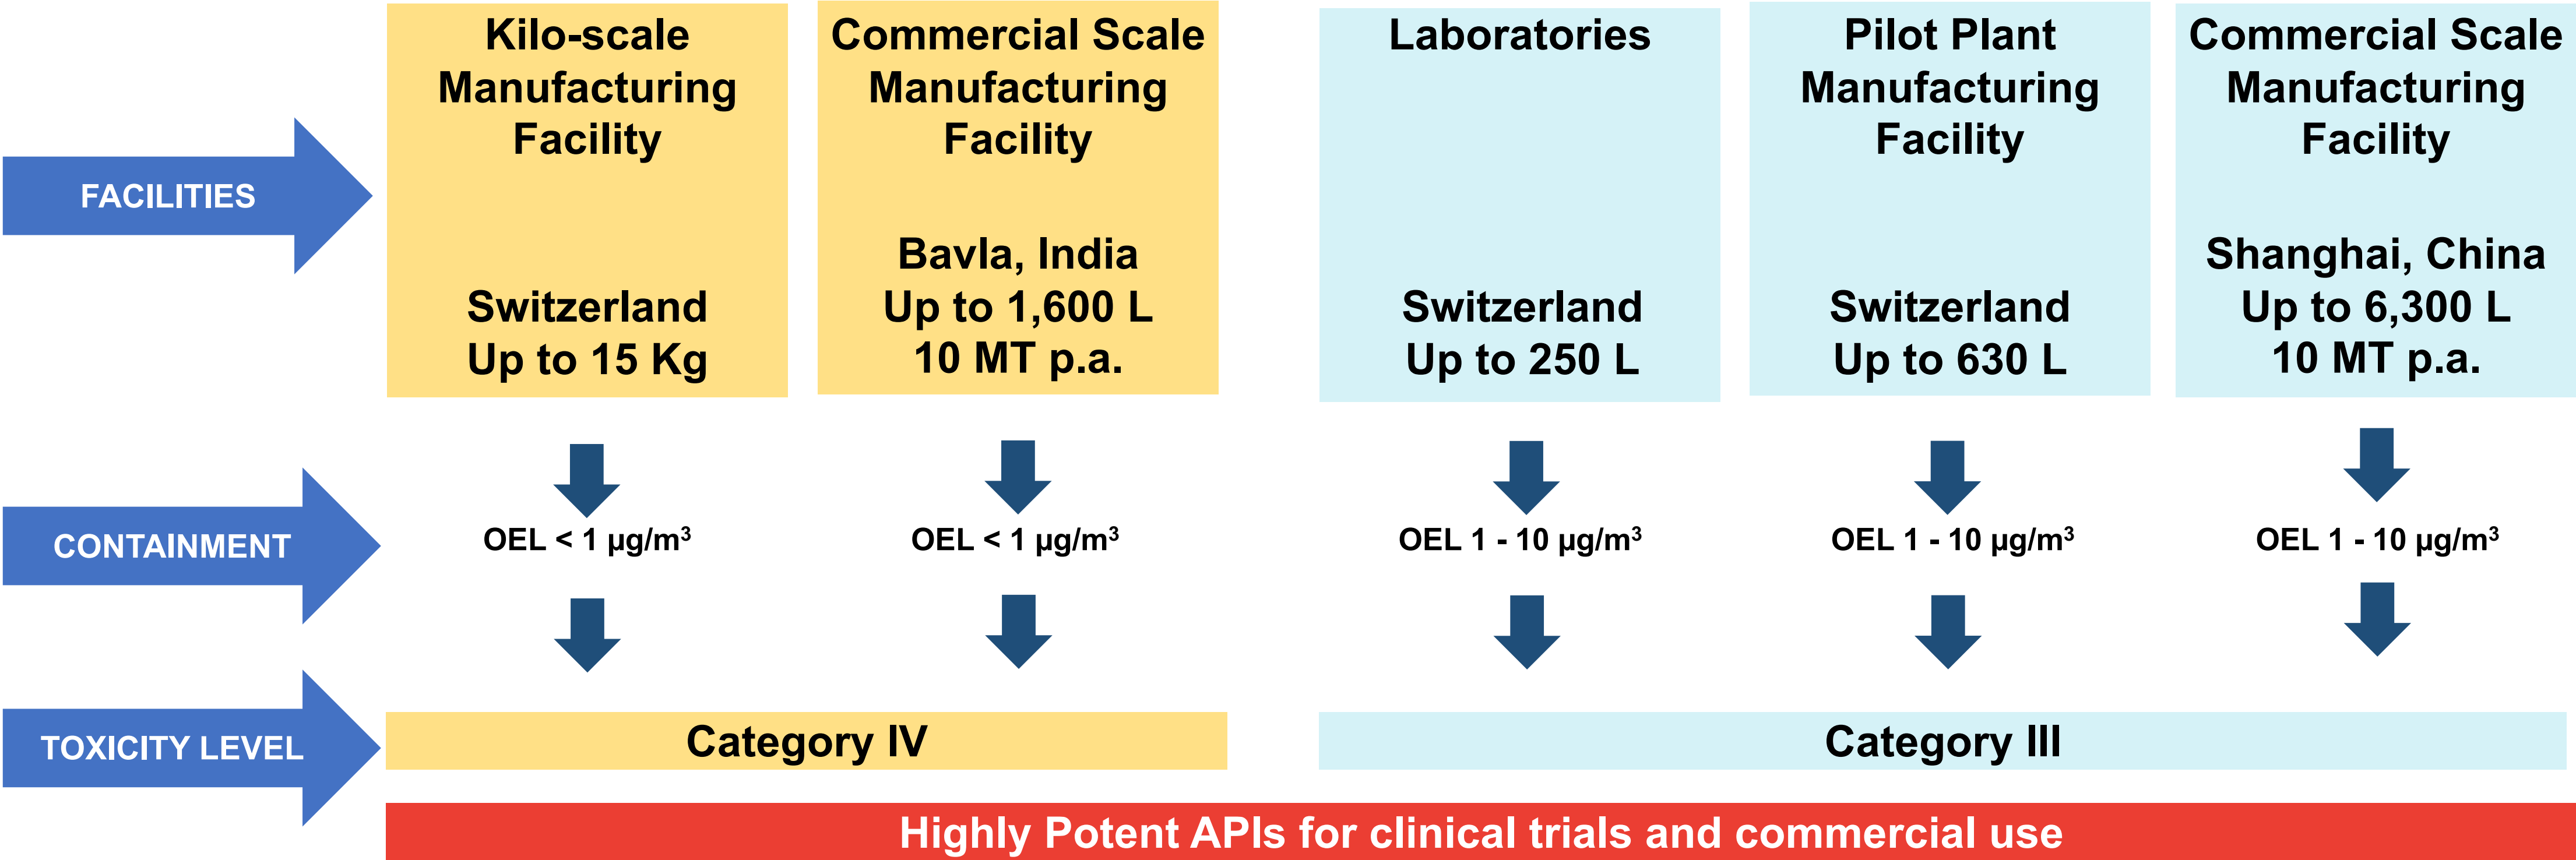 FACILITIES
Kilo-scale
Manufacturing
Facility
Switzerland
Up to 15 Kg
Commercial Scale
Manufacturing
Facility
Bavla, India
Up to 1,600 L
10 MT p.a.
Laboratories
Switzerland
Up to 250 L
Pilot Plant
Manufacturing
Facility
Switzerland
Up to 630 L
Commercial Scale
Manufacturing
Facility
Shanghai, China
Up to 6,300 L
10 MT p.a.
CONTAINMENT
OEL < 1 µg/m³
OEL < 1 µg/m³
OEL 1 - 10 µg/m³
OEL 1 - 10 µg/m³
OEL 1 - 10 µg/m³
TOXICITY LEVEL
Category IV
Category III
Highly Potent APIs for clinical trials and commercial use